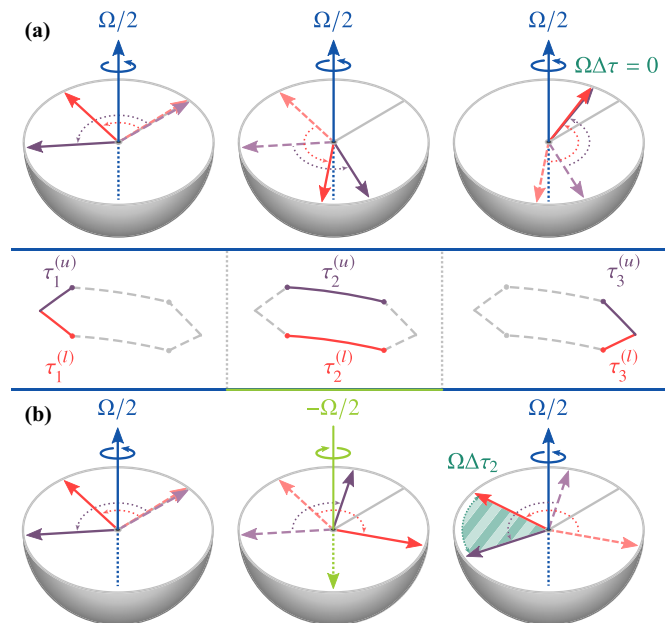 (a)
Ω/2
Ω/2
Ω/2
ΩΔτ = 0
τ₁⁽ᵘ⁾
τ₂⁽ᵘ⁾
τ₃⁽ᵘ⁾
τ₁⁽ˡ⁾
τ₂⁽ˡ⁾
τ₃⁽ˡ⁾
(b)
Ω/2
−Ω/2
Ω/2
ΩΔτ₂